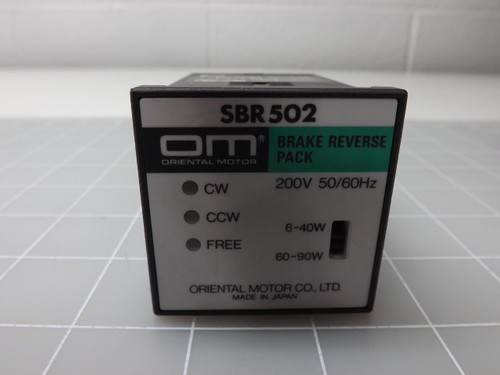 SBR502
om®
ORIENTAL MOTOR
BRAKE REVERSE
PACK
CW
200V 50/60Hz
CCW
6-40W
FREE
60-90W
ORIENTAL MOTOR CO., LTD.
MADE IN JAPAN